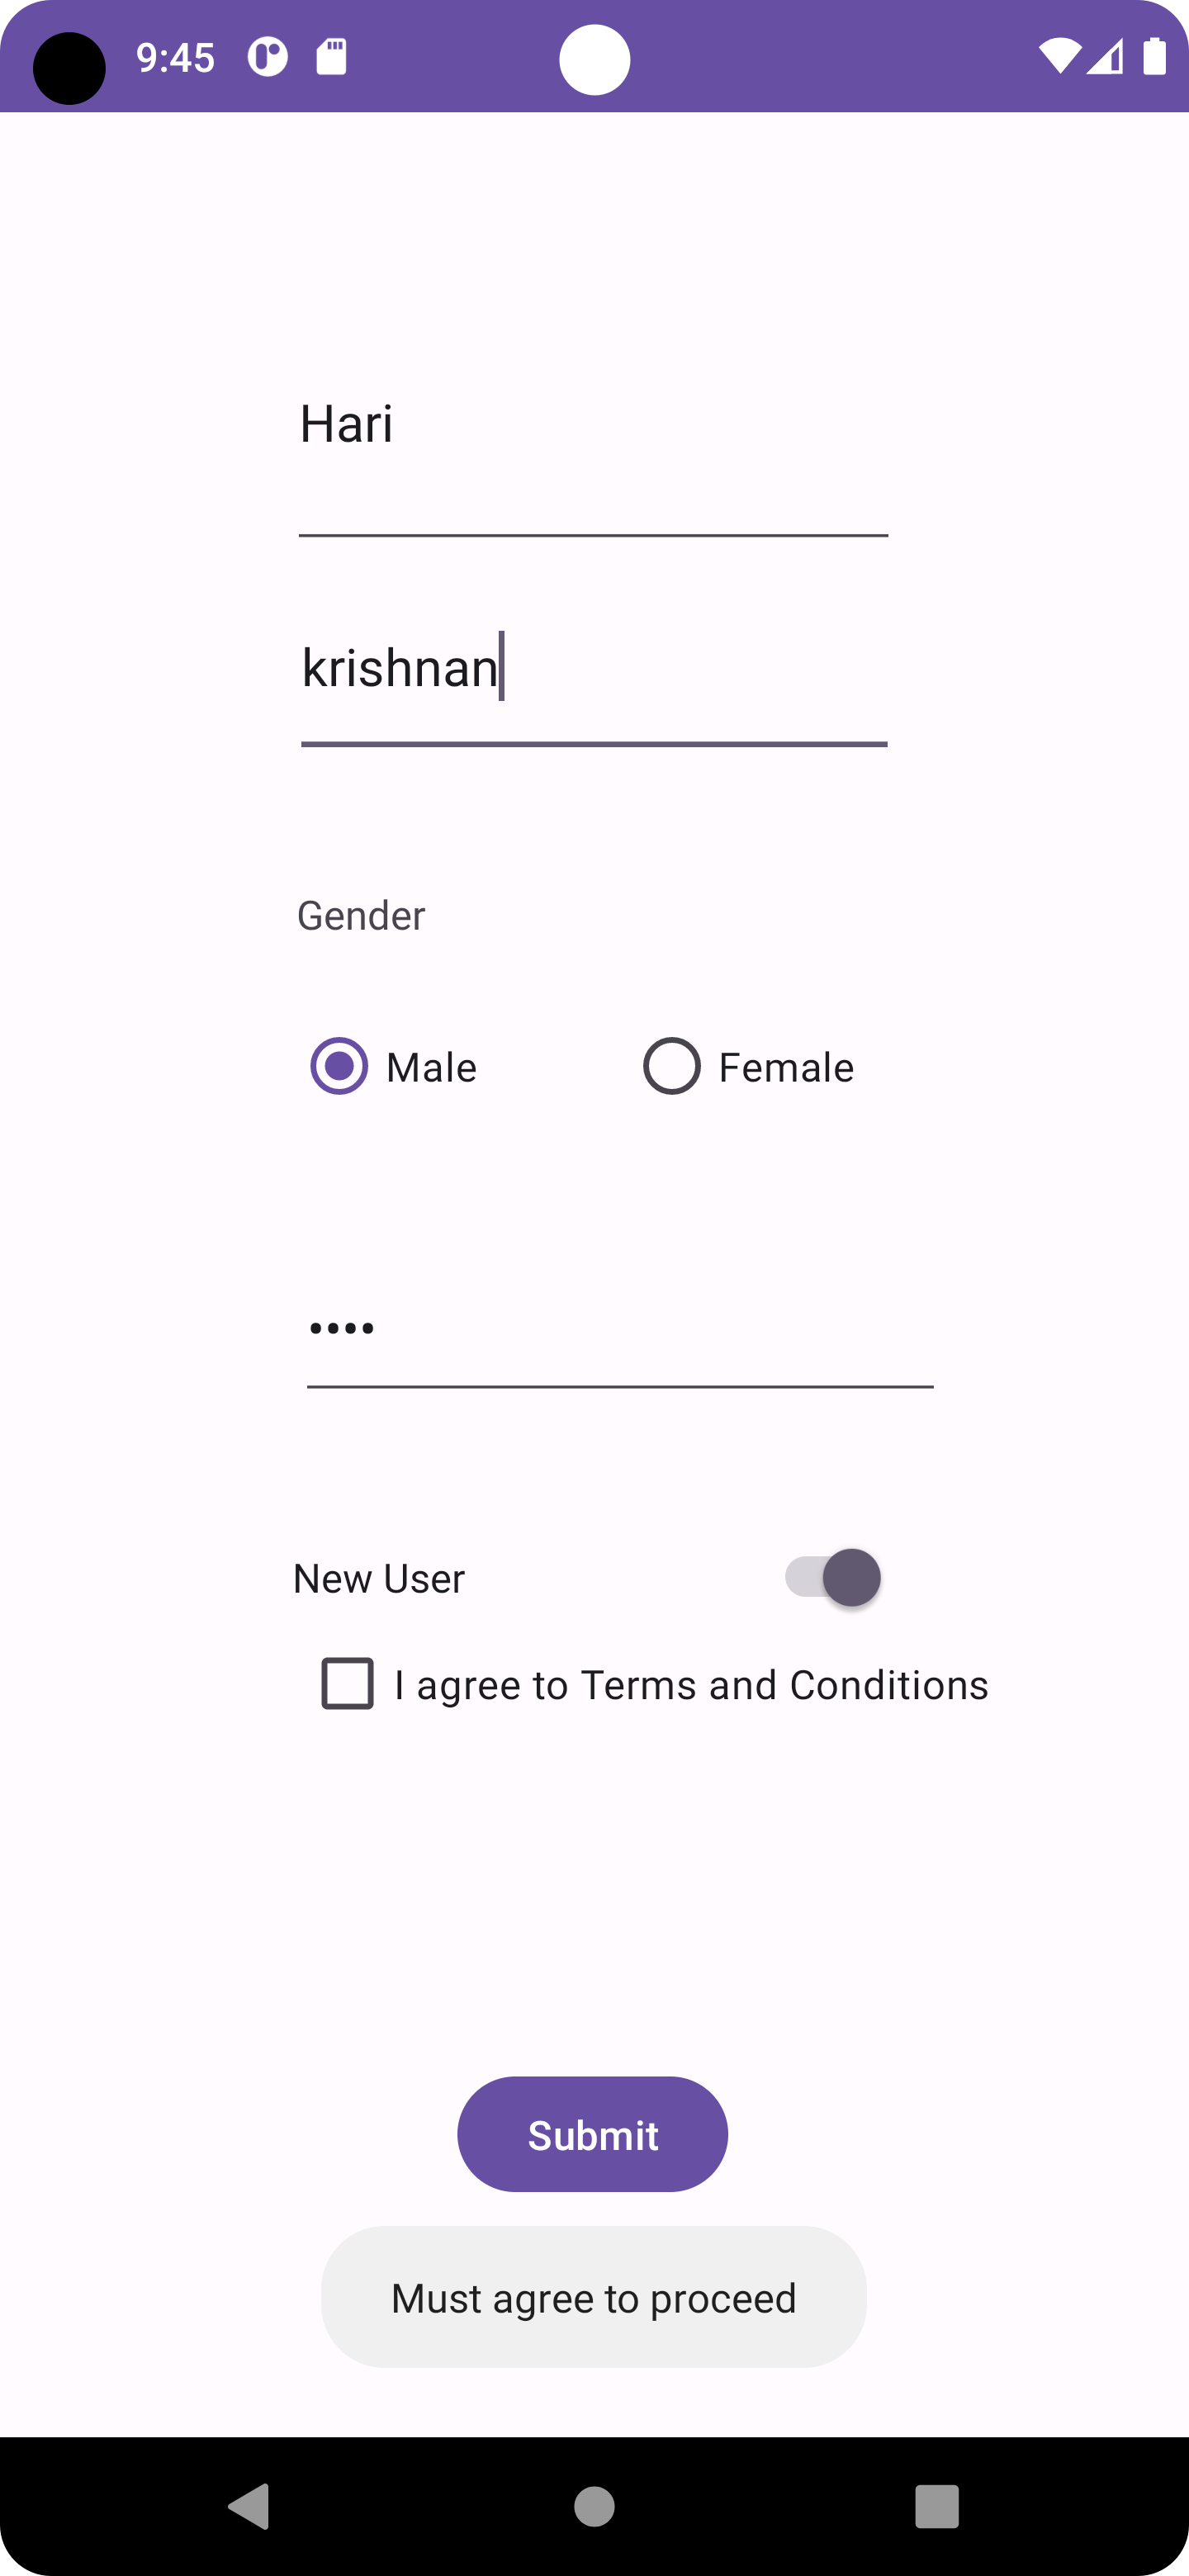 9:45
Hari
krishnan
Gender
Male Female
••••
New User
I agree to Terms and Conditions
Submit
Must agree to proceed